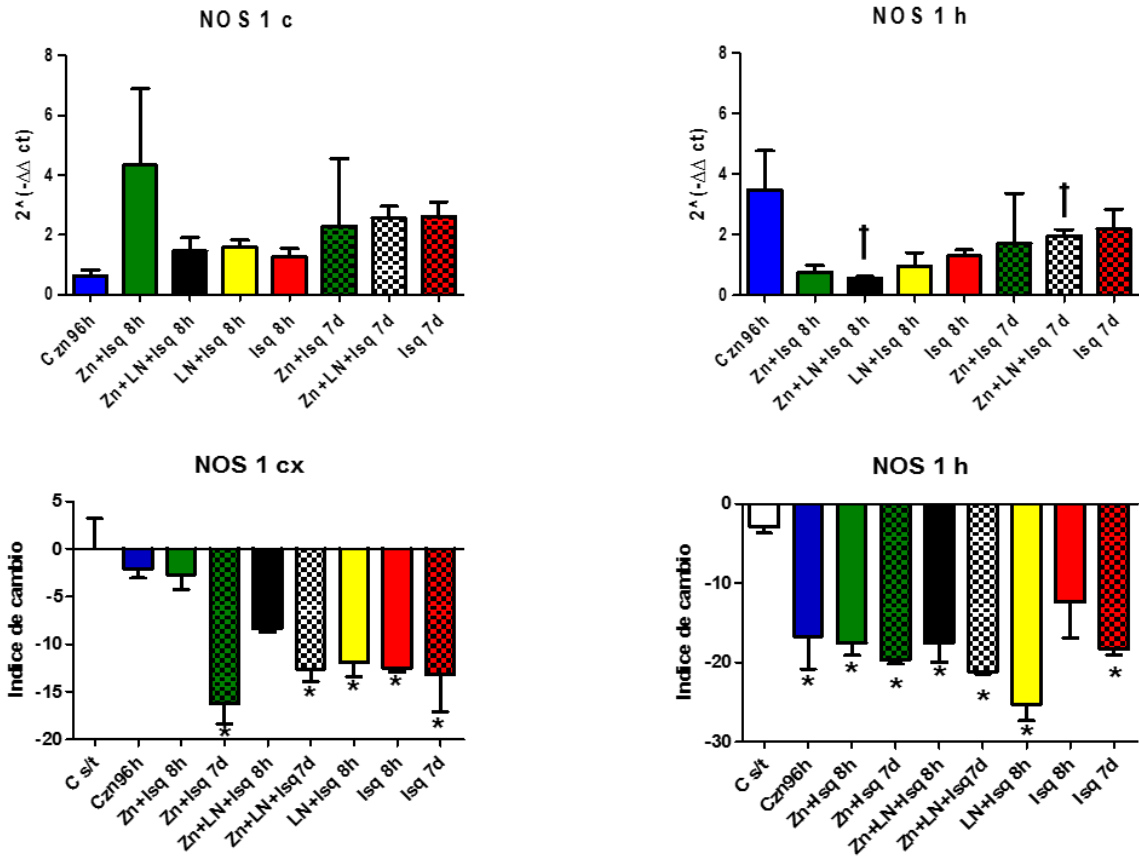 NOS 1 c
8
6
4
2
0
2^(-ΔΔ ct)
Czn96h
Zn+Isq 8h
Zn+LN+Isq 8h
LN+Isq 8h
Isq 8h
Zn+Isq 7d
Zn+LN+Isq 7d
Isq 7d
NOS 1 h
8
6
4
2
0
2^(-ΔΔ ct)
†
†
Czn96h
Zn+Isq 8h
Zn+LN+Isq 8h
LN+Isq 8h
Isq 8h
Zn+Isq 7d
Zn+LN+Isq 7d
Isq 7d
NOS 1 cx
5
0
-5
-10
-15
-20
Indice de cambio
*
*
*
*
*
C s/t
Czn96h
Zn+Isq 8h
Zn+Isq 7d
Zn+LN+Isq 8h
Zn+LN+Isq7d
LN+Isq 8h
Isq 8h
Isq 7d
NOS 1 h
-0
-10
-20
-30
Indice de cambio
*
*
*
*
*
*
*
C s/t
Czn96h
Zn+Isq 8h
Zn+Isq 7d
Zn+LN+Isq 8h
Zn+LN+Isq7d
LN+Isq 8h
Isq 8h
Isq 7d